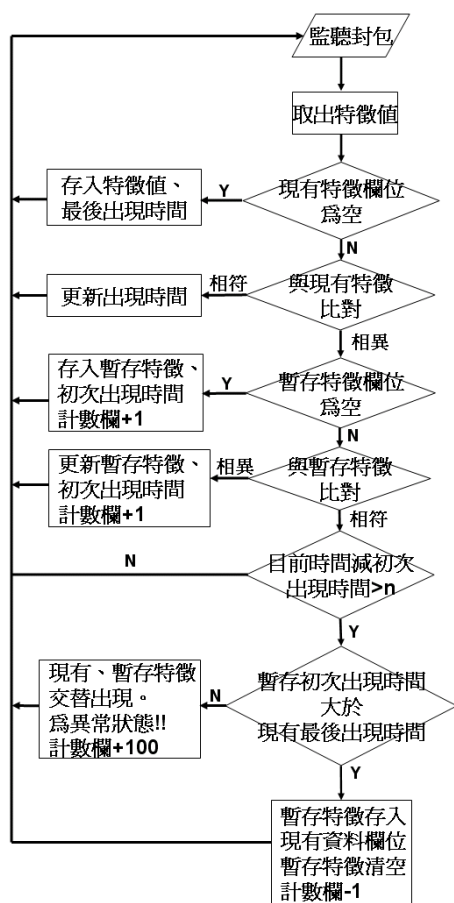 監聽封包
取出特徵值
現有特徵欄位
為空
Y
存入特徵值、
最後出現時間
N
與現有特徵
比對
相符
更新出現時間
相異
暫存特徵欄位
為空
Y
存入暫存特徵、
初次出現時間
計數欄+1
N
與暫存特徵
比對
相異
更新暫存特徵、
初次出現時間
計數欄+1
相符
目前時間減初次
出現時間>n
N
Y
暫存初次出現時間
大於
現有最後出現時間
N
現有、暫存特徵
交替出現。
為異常狀態!!
計數欄+100
Y
暫存特徵存入
現有資料欄位
暫存特徵清空
計數欄-1